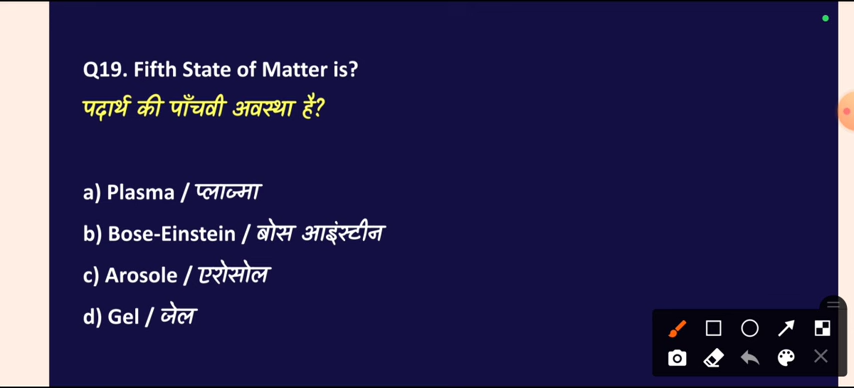 Q19. Fifth State of Matter is?
पदार्थ की पाँचवी अवस्था है?
a) Plasma / प्लाज्मा
b) Bose-Einstein / बोस आइंस्टीन
c) Arosole / एरोसोल
d) Gel / जेल